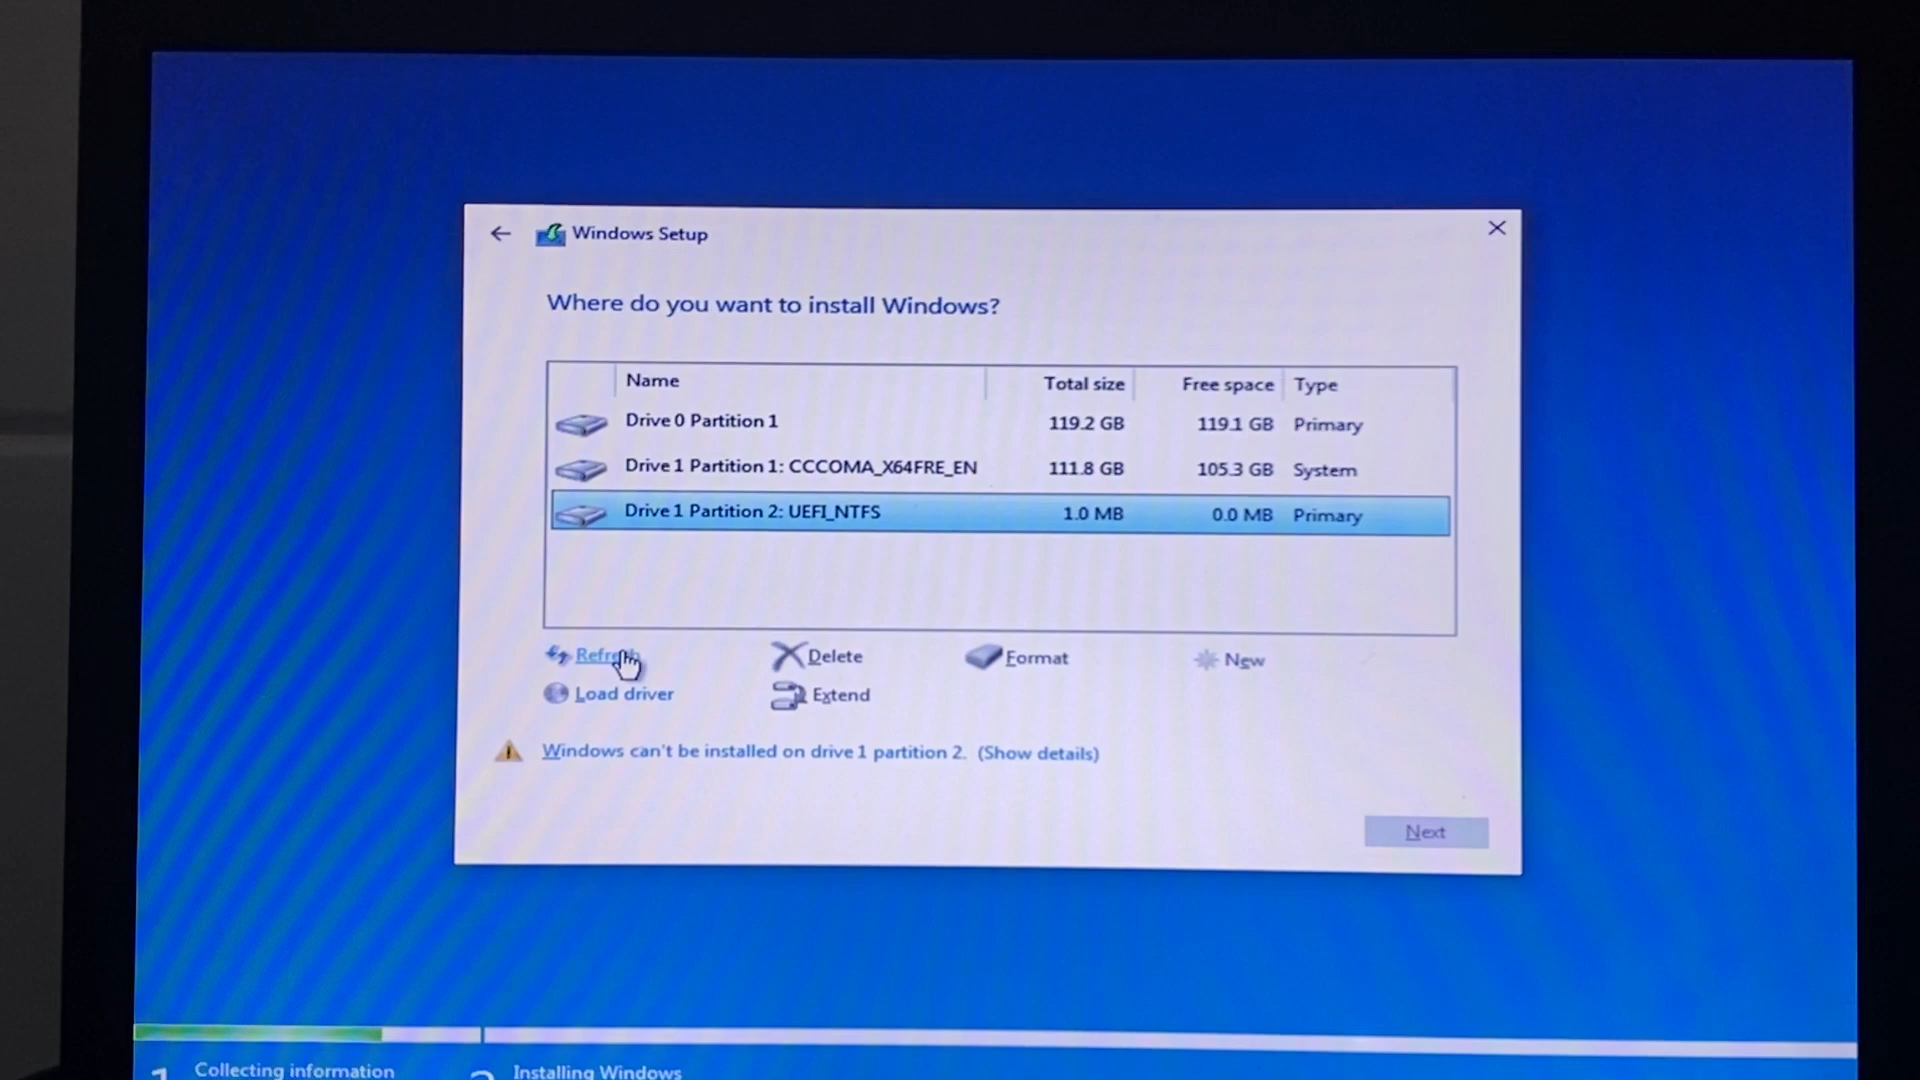 Windows Setup
Where do you want to install Windows?
Name Total size Free space Type
Drive 0 Partition 1 119.2 GB 119.1 GB Primary
Drive 1 Partition 1: CCCOMA_X64FRE_EN 111.8 GB 105.3 GB System
Drive 1 Partition 2: UEFI_NTFS 1.0 MB 0.0 MB Primary
Refresh Delete Format New
Load driver Extend
Windows can't be installed on drive 1 partition 2. (Show details)
Next
1 Collecting information 2 Installing Windows